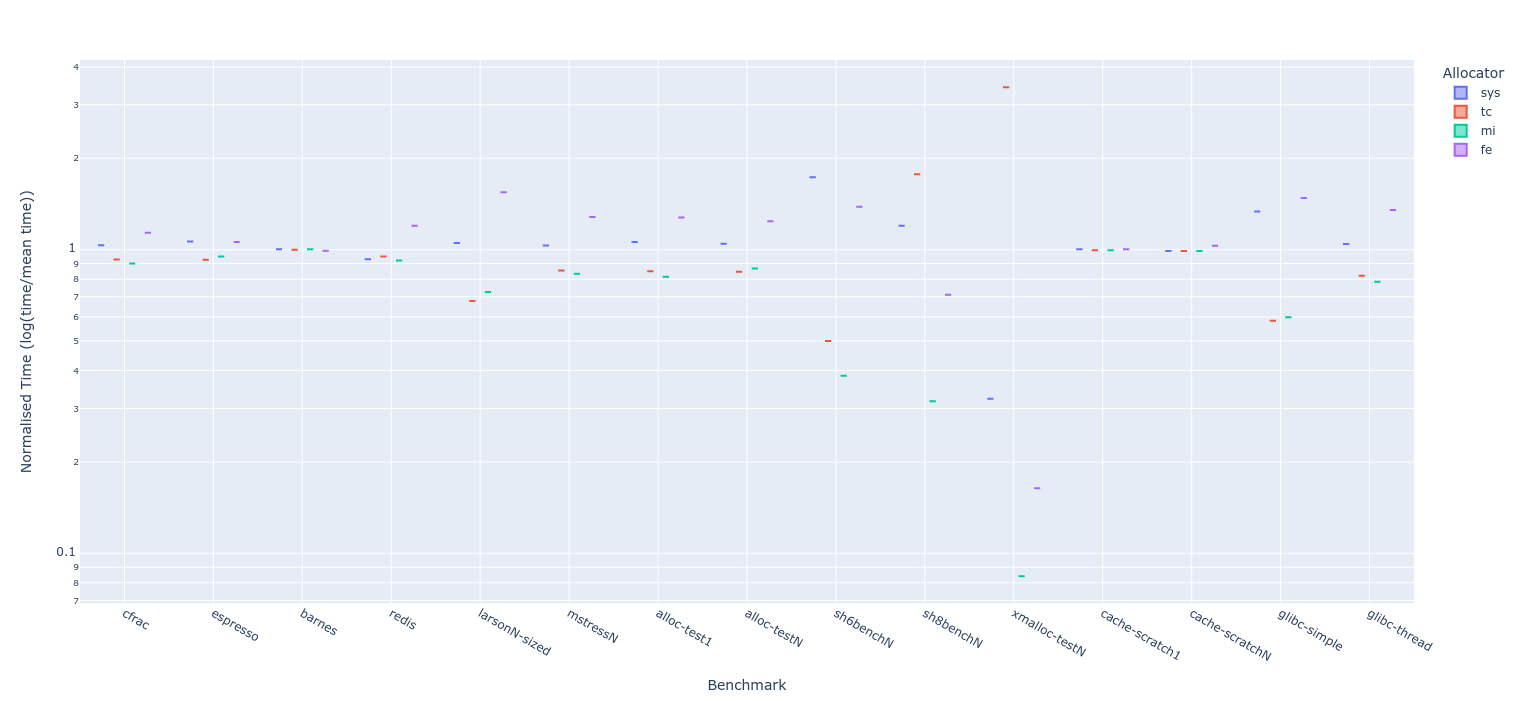 Allocator
sys
tc
mi
fe
Normalised Time (log(time/mean time))
4
3
2
1
9
8
7
6
5
4
3
2
0.1
9
8
7
cfrac
espresso
barnes
redis
larsonN-sized
mstressN
alloc-test1
alloc-testN
sh6benchN
sh8benchN
xmalloc-testN
cache-scratch1
cache-scratchN
glibc-simple
glibc-thread
Benchmark